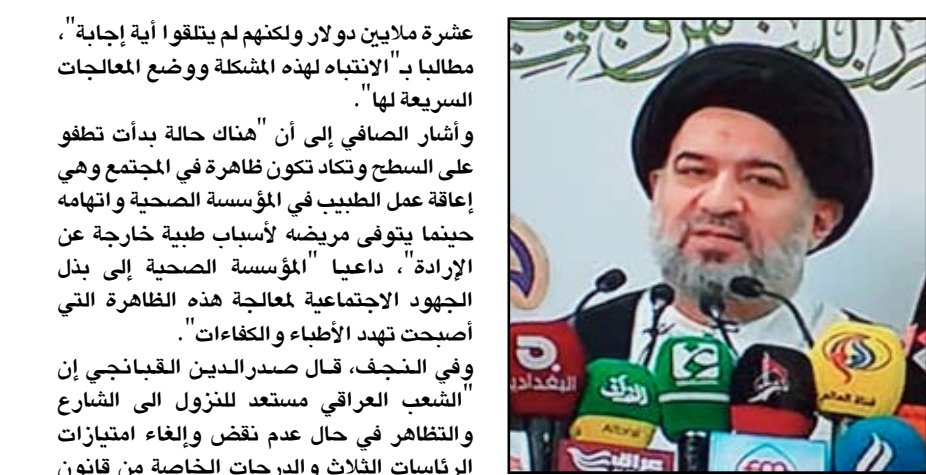 عشرة ملايين دولار ولكنهم لم يتلقوا أية إجابة"،
مطالبا بـ"الانتباه لهذه المشكلة ووضع المعالجات
السريعة لها".
وأشار الصافي إلى أن "هناك حالة بدأت تطفو
على السطح وتكاد تكون ظاهرة في المجتمع وهي
إعاقة عمل الطبيب في المؤسسة الصحية واتهامه
حينما يتوفى مريضه لأسباب طبية خارجة عن
الإرادة"، داعيا "المؤسسة الصحية إلى بذل
الجهود الاجتماعية لمعالجة هذه الظاهرة التي
أصبحت تهدد الأطباء والكفاءات".
وفي النجف، قال صدرالدين القبانجي إن
"الشعب العراقي مستعد للنزول الى الشارع
والتظاهر في حال عدم نقض وإلغاء امتيازات
الرئاسيات الثلاث والدرجات الخاصة من قانون
البغدادية
قناة العالم